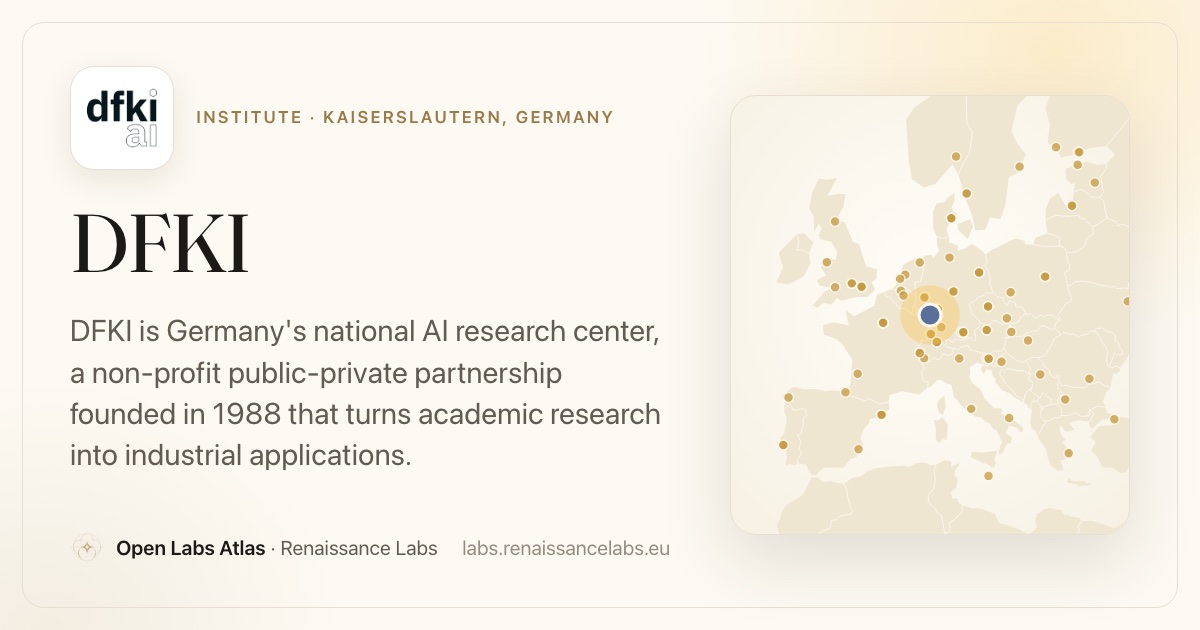 dfki
ai
INSTITUTE · KAISERSLAUTERN, GERMANY
DFKI
DFKI is Germany's national AI research center,
a non-profit public-private partnership
founded in 1988 that turns academic research
into industrial applications.
Open Labs Atlas · Renaissance Labs labs.renaissancelabs.eu